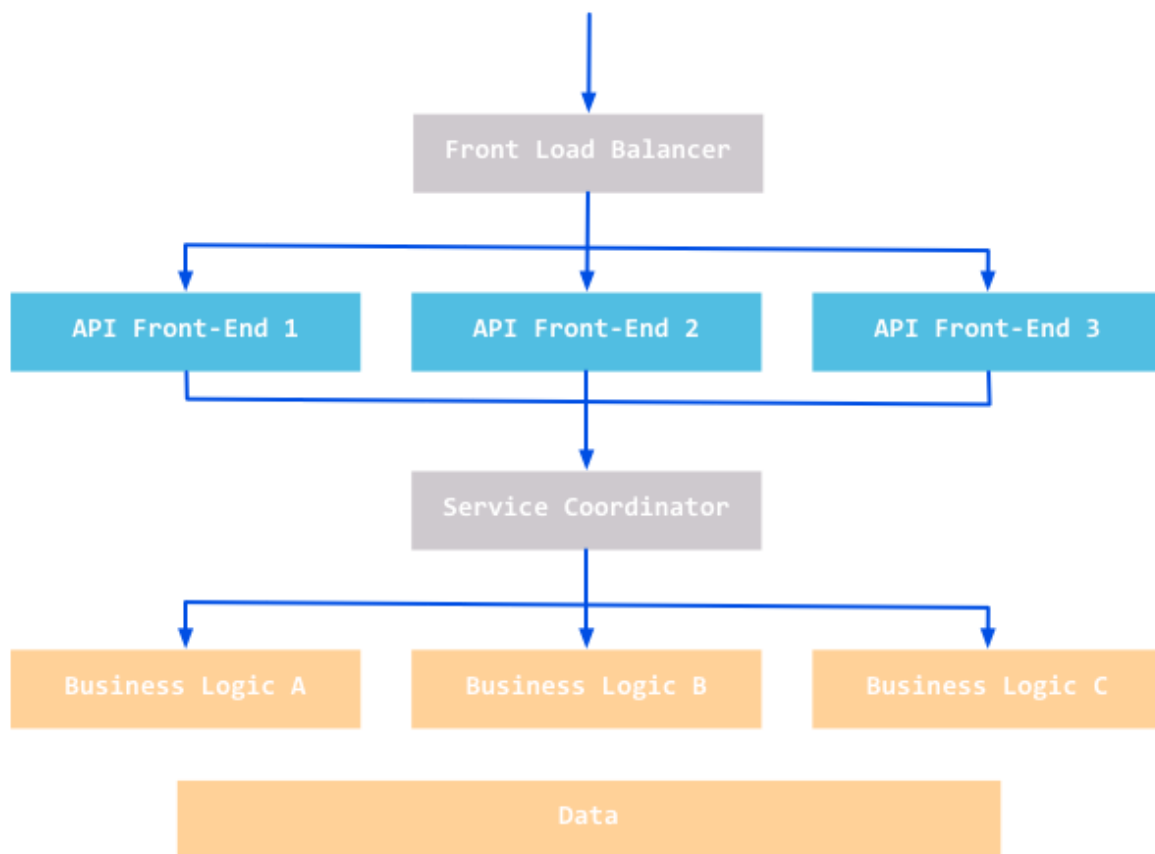 Front Load Balancer
API Front-End 1
API Front-End 2
API Front-End 3
Service Coordinator
Business Logic A
Business Logic B
Business Logic C
Data